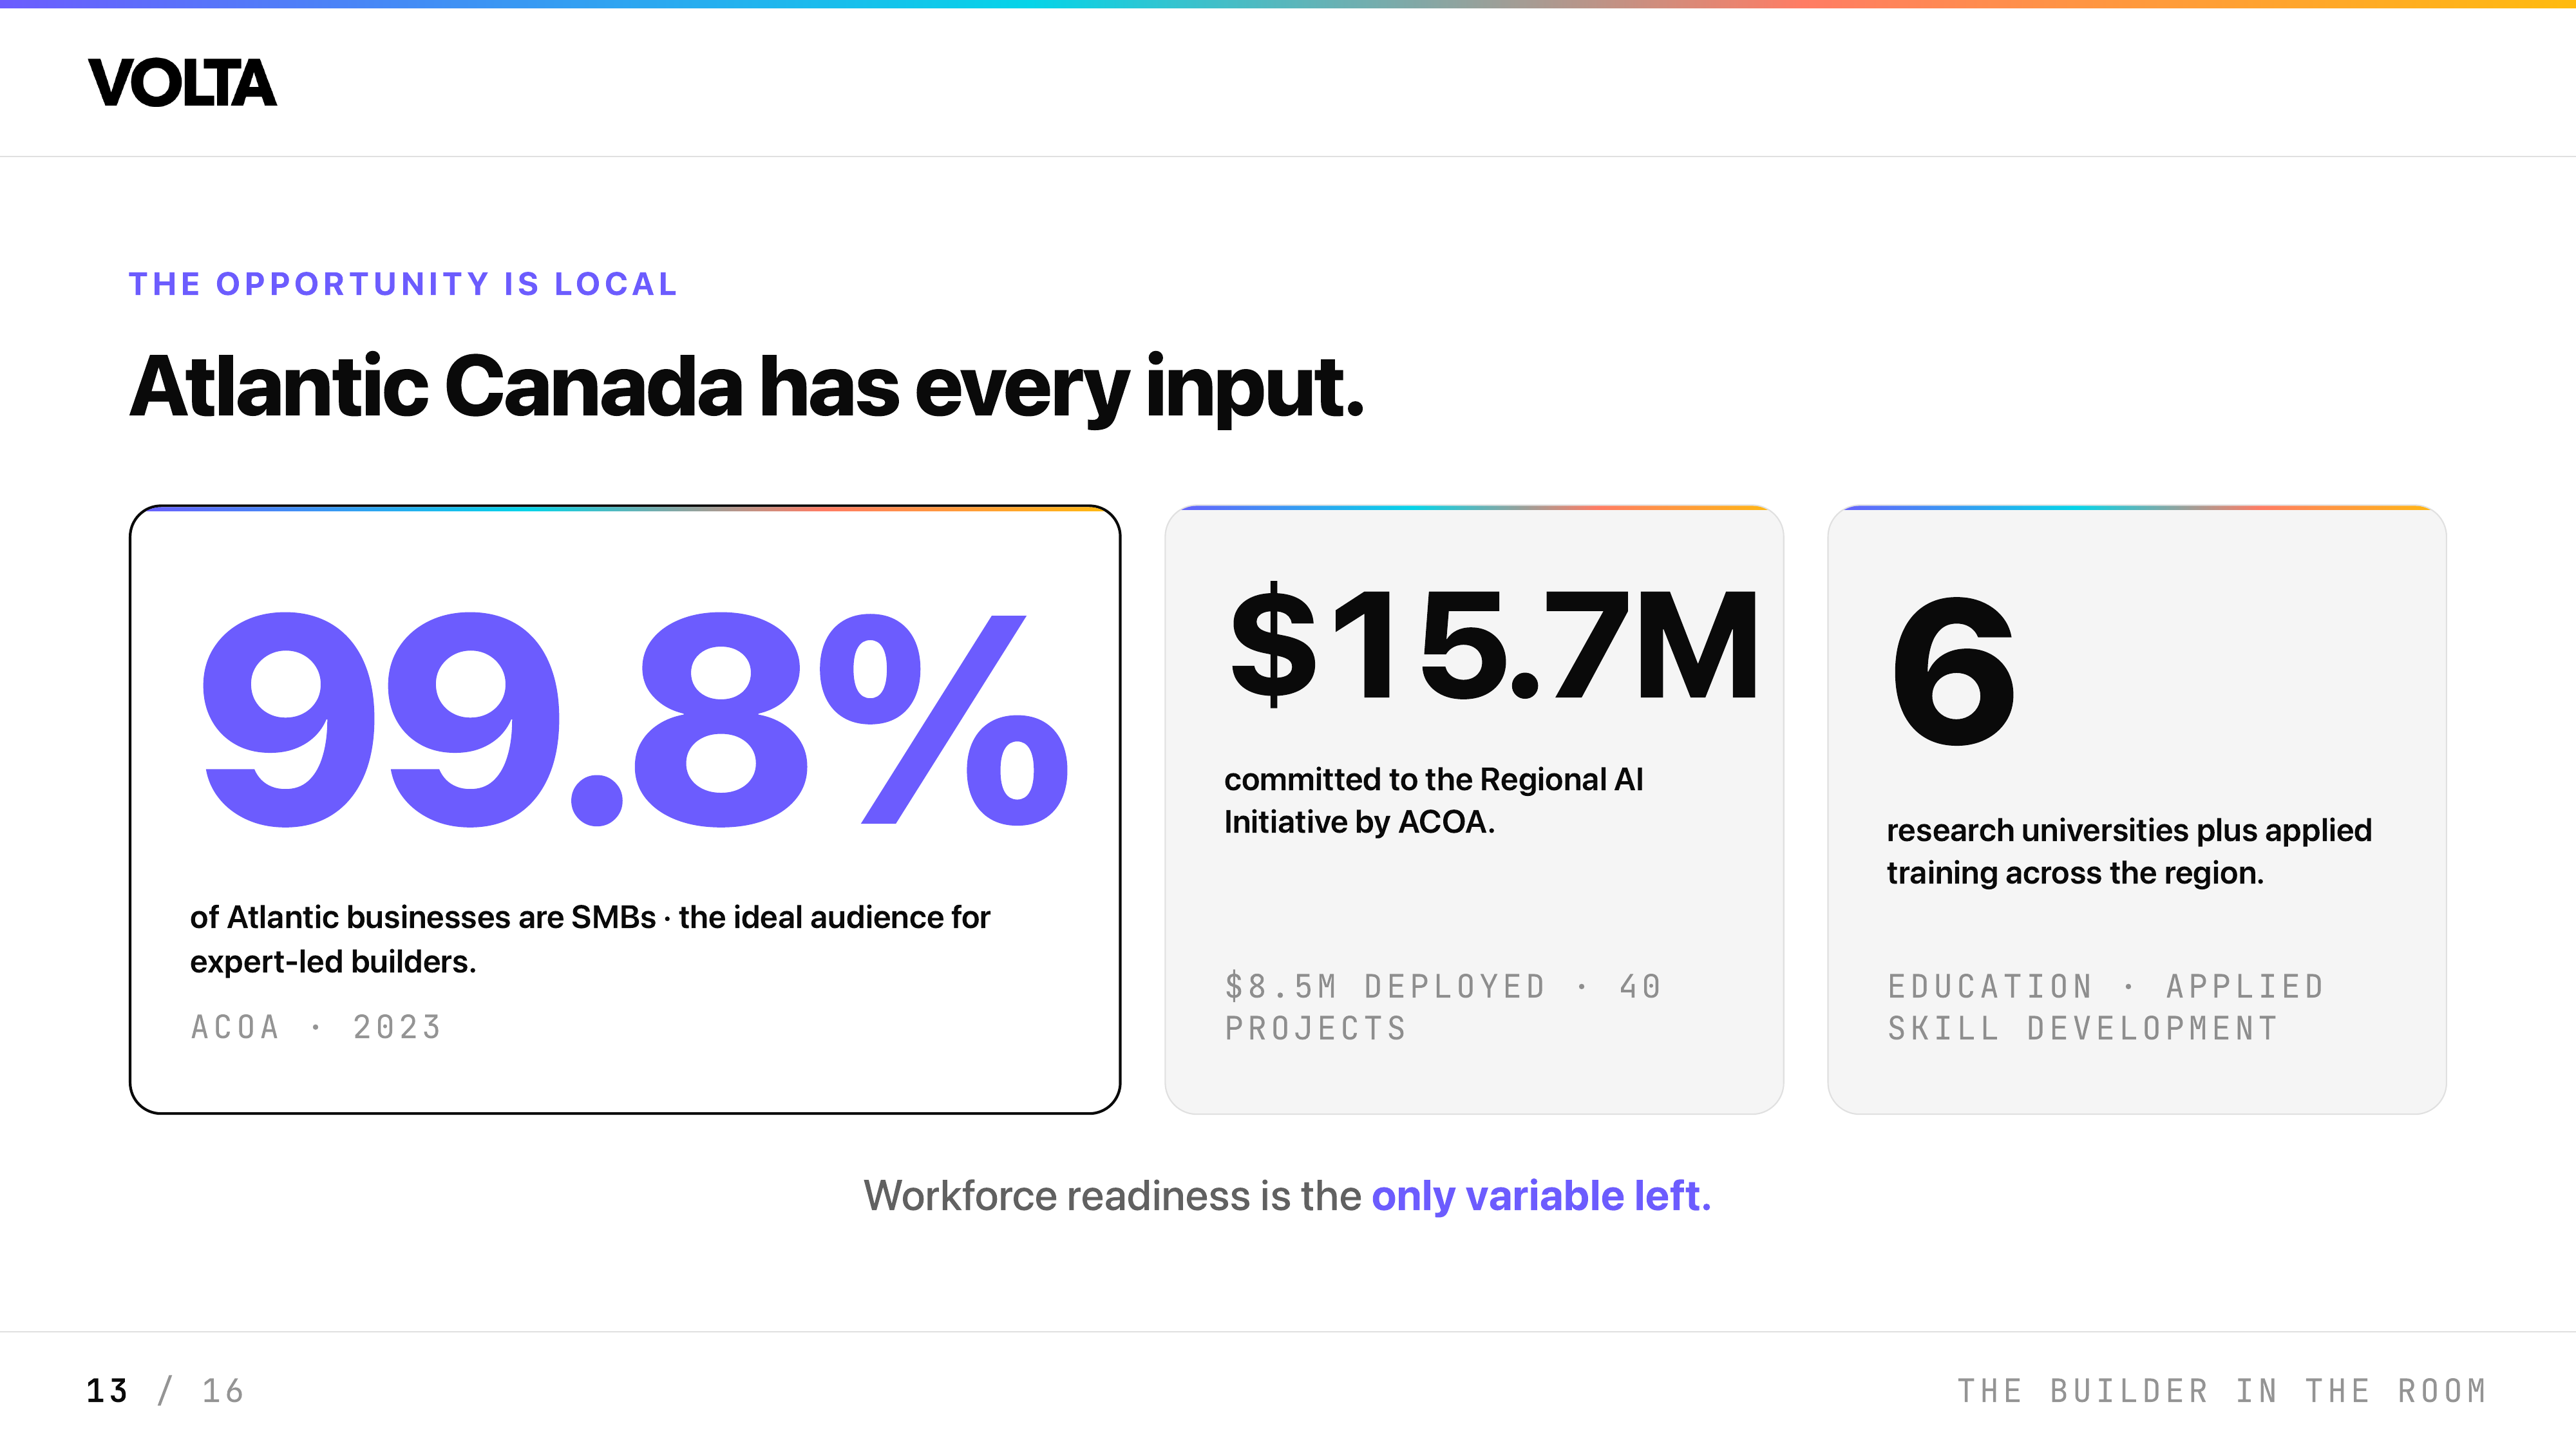 VOLTA
THE OPPORTUNITY IS LOCAL
Atlantic Canada has every input.
99.8%
of Atlantic businesses are SMBs · the ideal audience for
expert-led builders.
ACOA · 2023
$15.7M
committed to the Regional AI
Initiative by ACOA.
$8.5M DEPLOYED · 40
PROJECTS
6
research universities plus applied
training across the region.
EDUCATION · APPLIED
SKILL DEVELOPMENT
Workforce readiness is the only variable left.
13 / 16
THE BUILDER IN THE ROOM